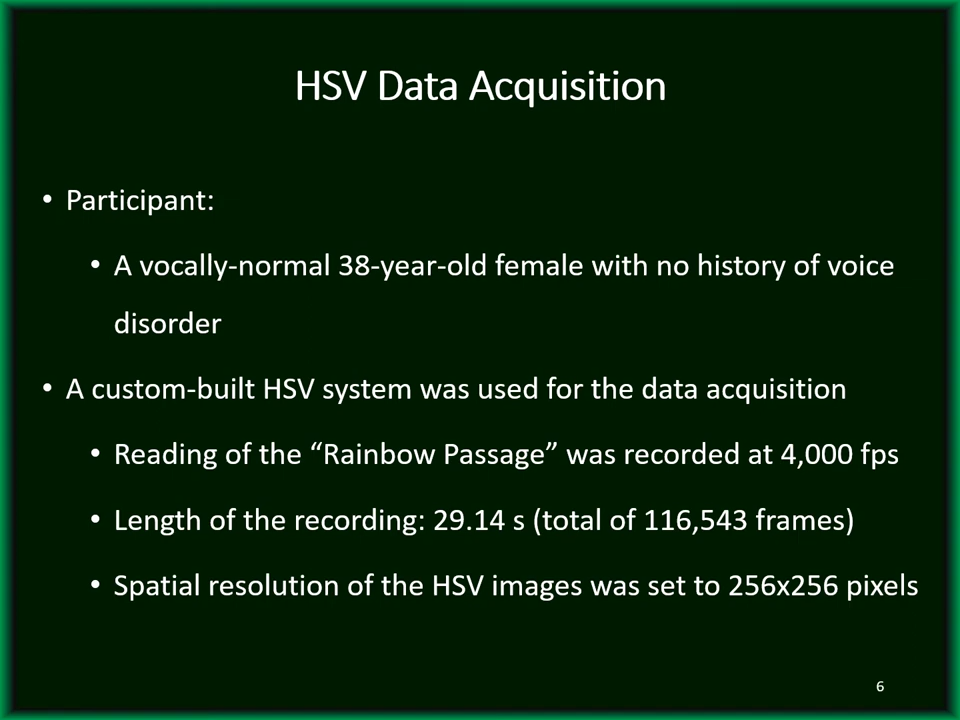 HSV Data Acquisition
• Participant:
• A vocally-normal 38-year-old female with no history of voice
disorder
• A custom-built HSV system was used for the data acquisition
• Reading of the “Rainbow Passage” was recorded at 4,000 fps
• Length of the recording: 29.14 s (total of 116,543 frames)
• Spatial resolution of the HSV images was set to 256x256 pixels
6